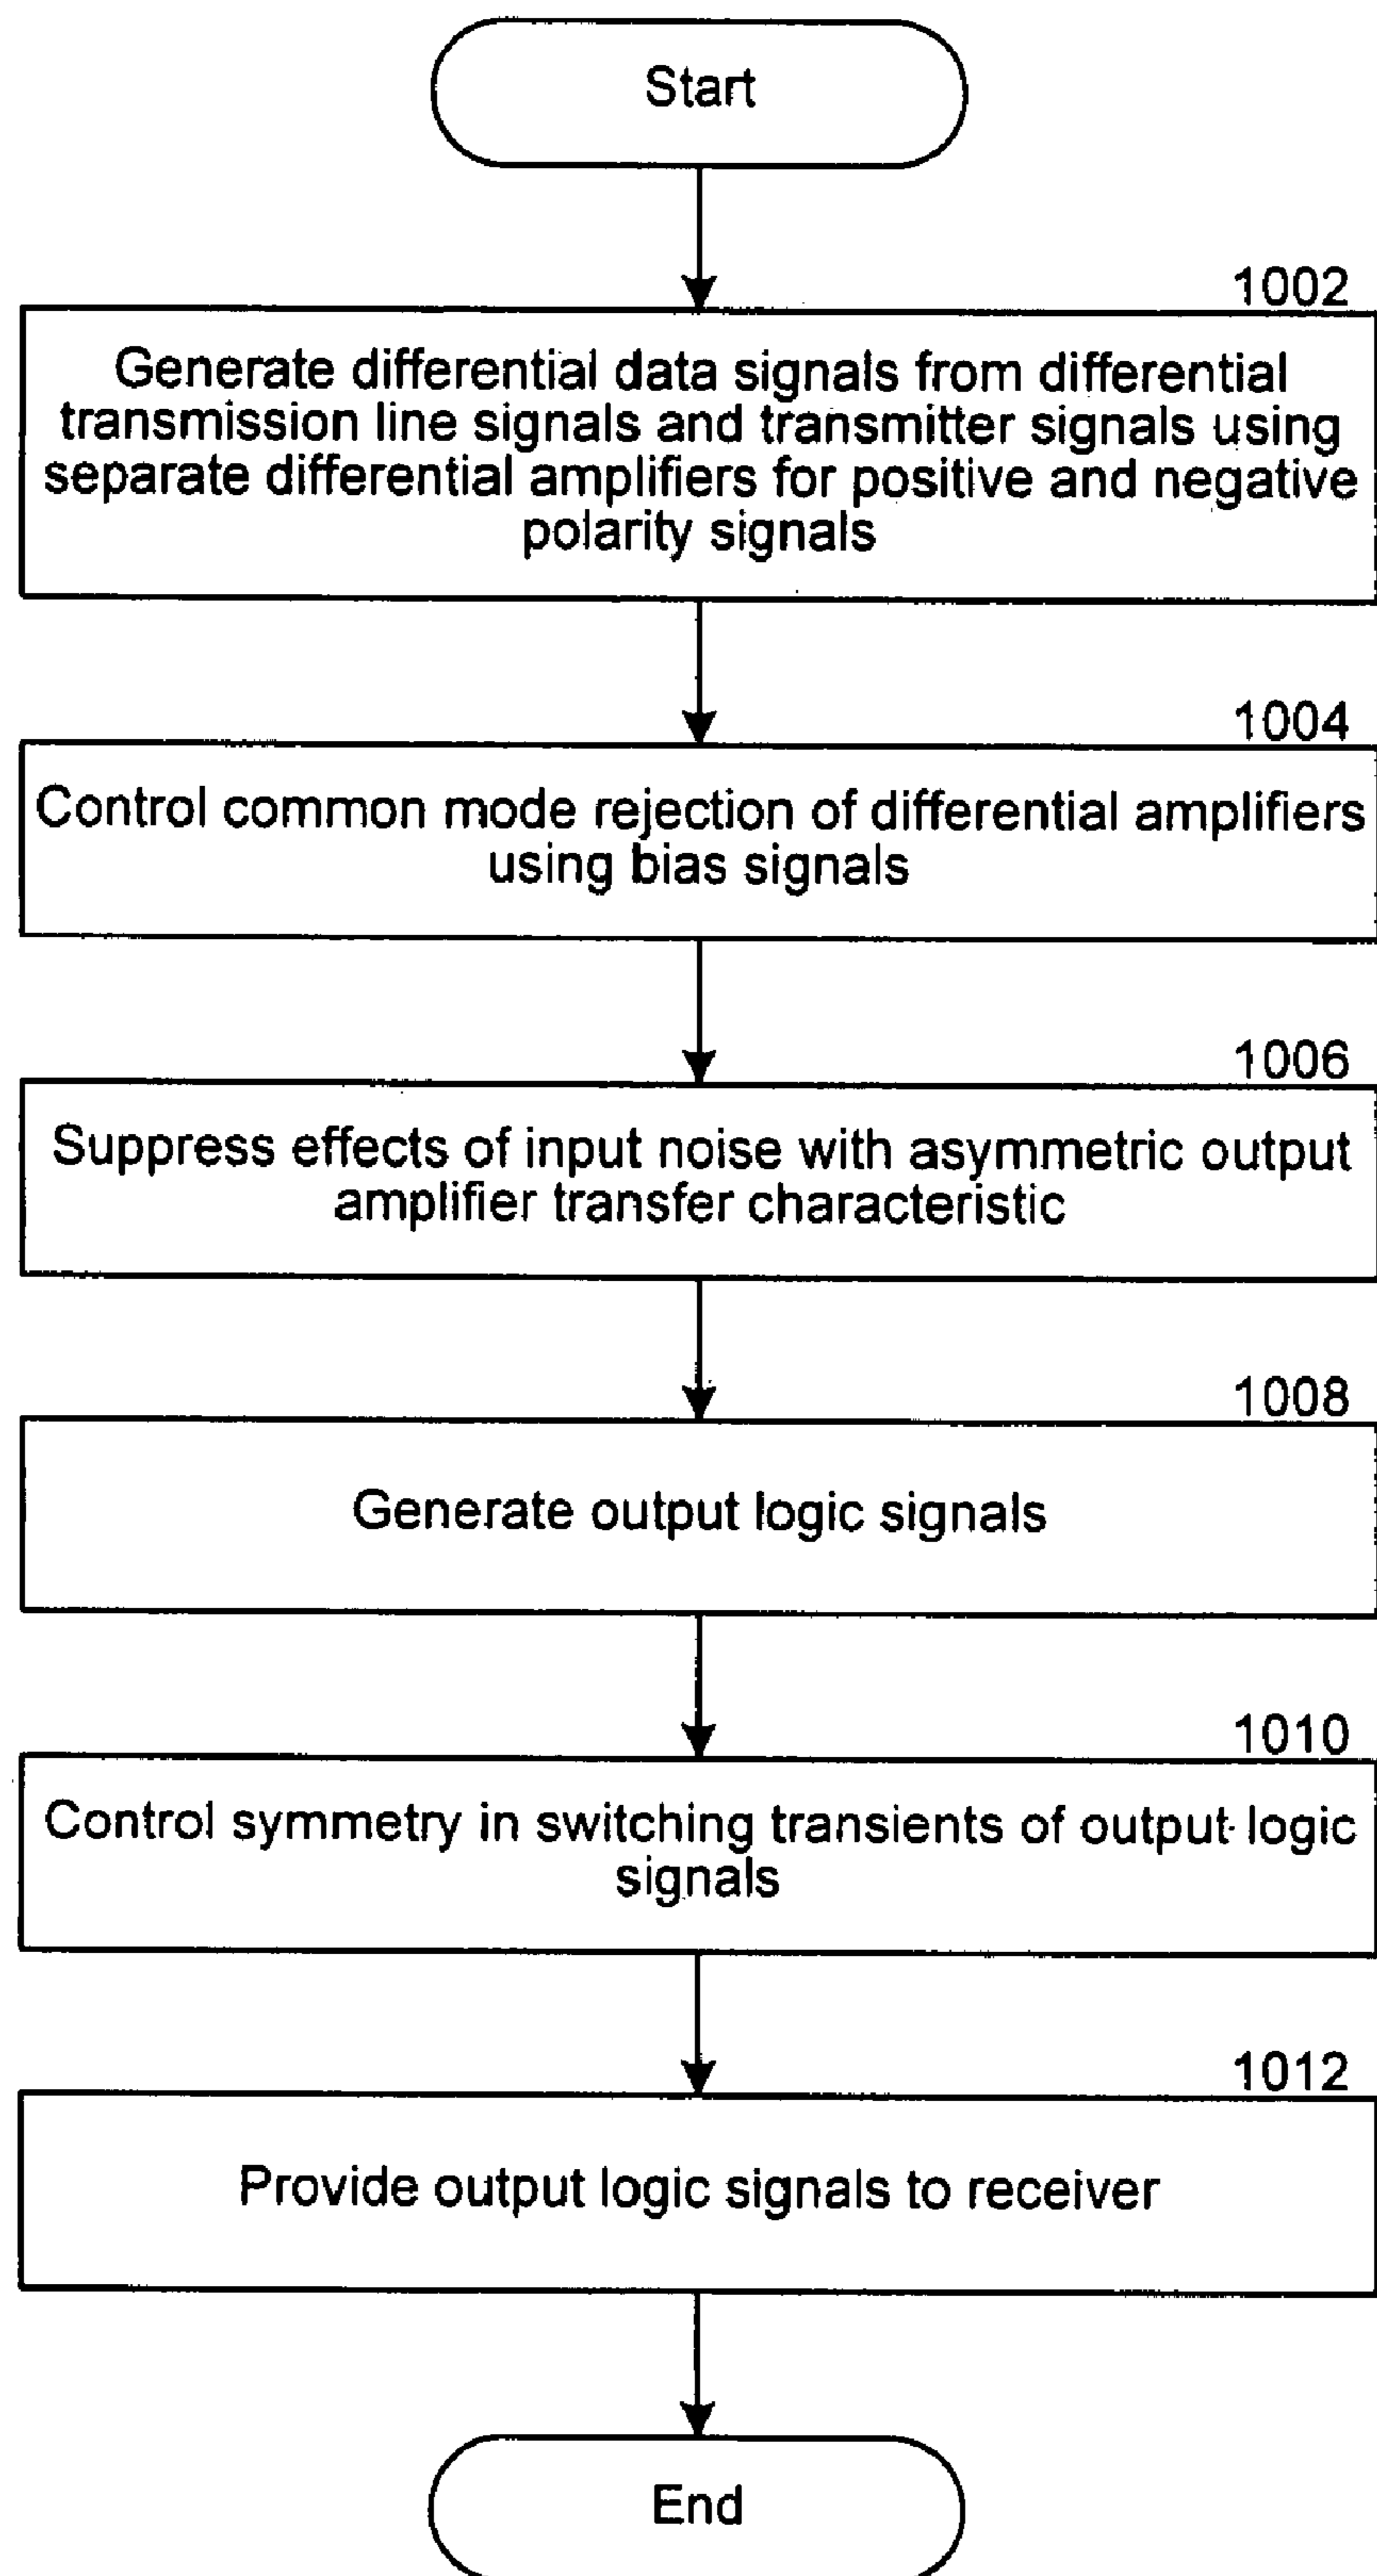 Start
1002
Generate differential data signals from differential
transmission line signals and transmitter signals using
separate differential amplifiers for positive and negative
polarity signals
1004
Control common mode rejection of differential amplifiers
using bias signals
1006
Suppress effects of input noise with asymmetric output
amplifier transfer characteristic
1008
Generate output logic signals
1010
Control symmetry in switching transients of output logic
signals
1012
Provide output logic signals to receiver
End